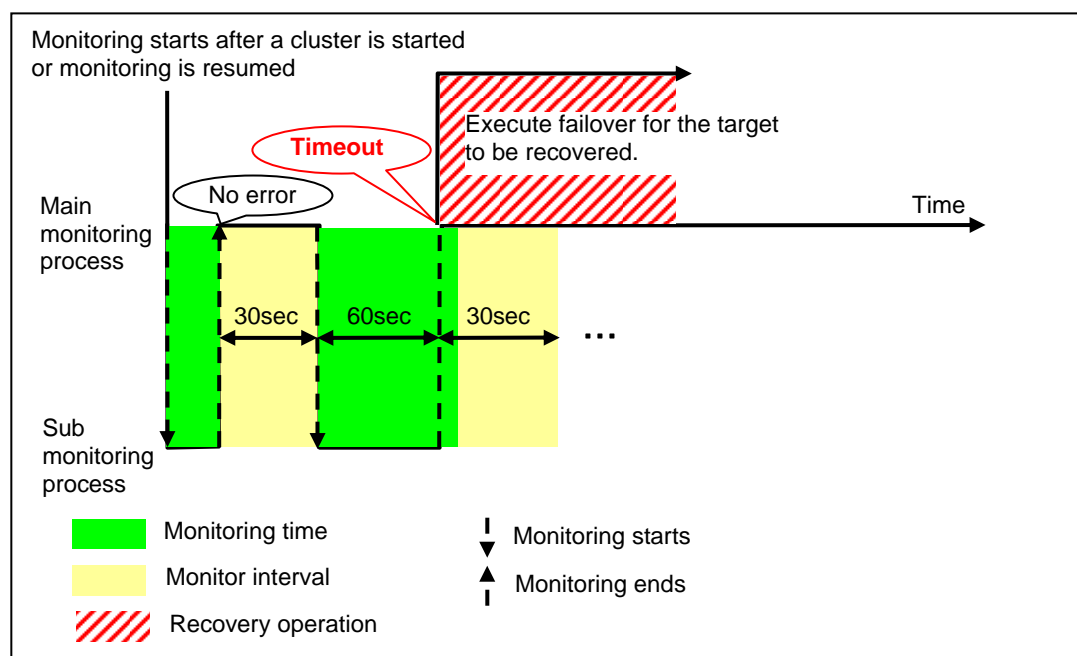 Monitoring starts after a cluster is started
or monitoring is resumed
Execute failover for the target
to be recovered.
Timeout
No error
Main
monitoring
process
Time
30sec
60sec
30sec
...
Sub
monitoring
process
Monitoring time
Monitoring starts
Monitor interval
Monitoring ends
Recovery operation